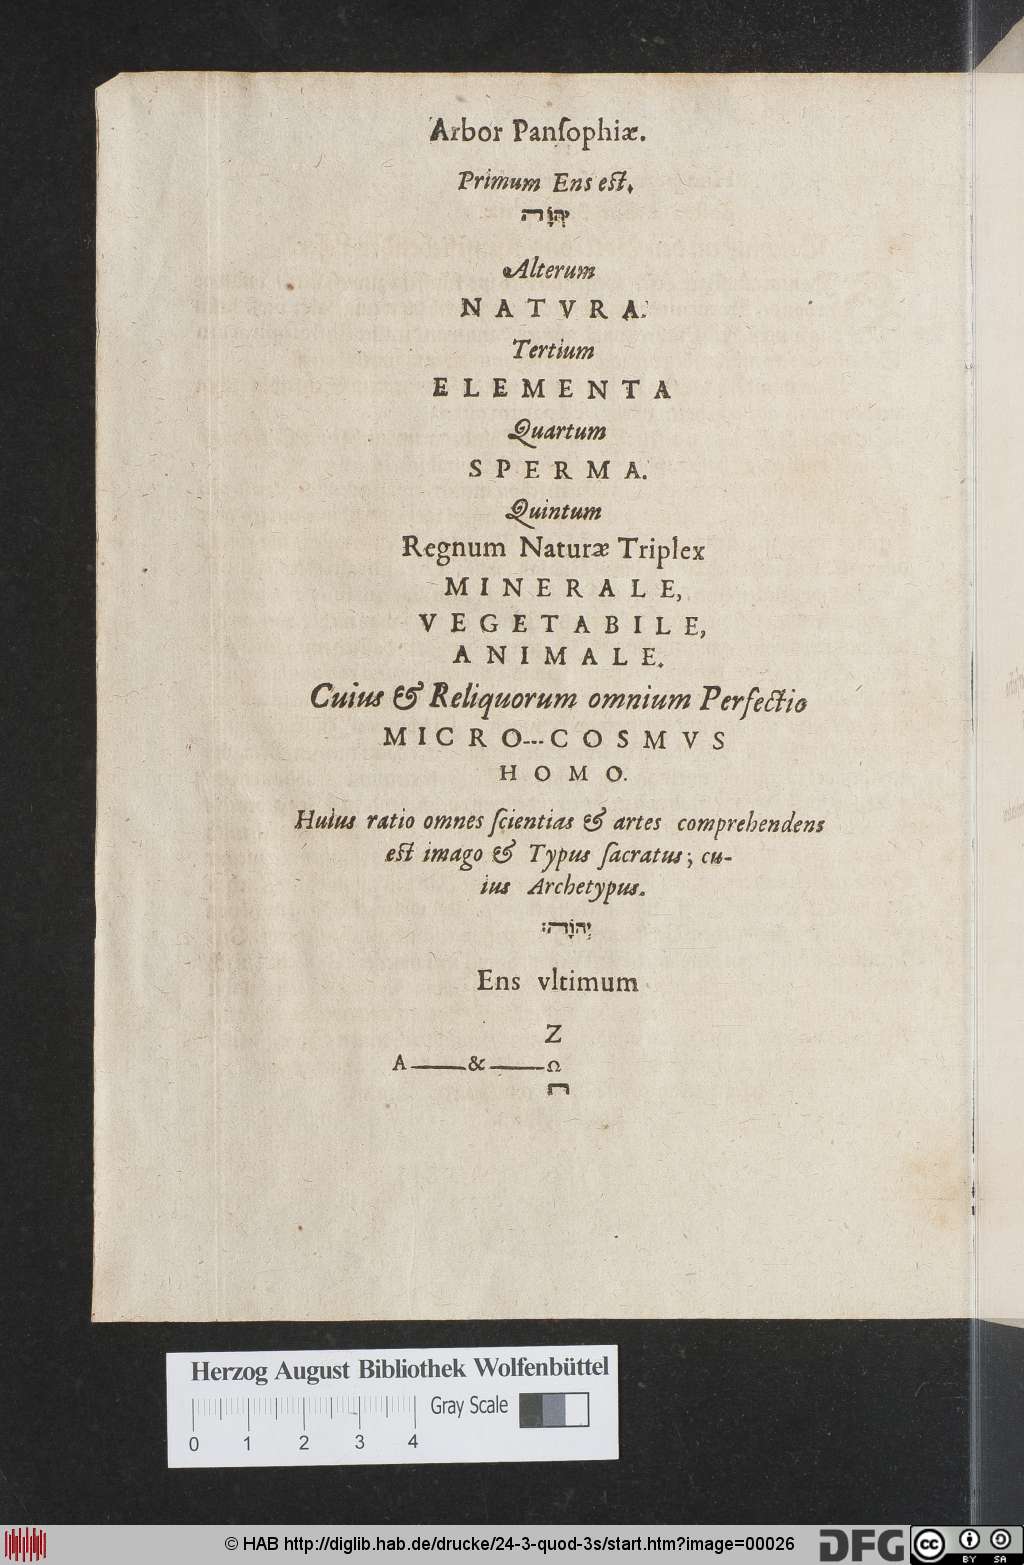 Arbor Panſophiæ.
Primum Ens est.
יְהֹוָה
Alterum
NATVRA.
Tertium
ELEMENTA
Quartum
SPERMA.
Quintum
Regnum Naturæ Triplex
MINERALE,
VEGETABILE,
ANIMALE.
Cuius & Reliquorum omnium Perfectio
MICRO---COSMVS
HOMO.
Huius ratio omnes ſcientias & artes comprehendens
est imago & Typus ſacratus; cu-
ius Archetypus.
יְהֹוָה:
Ens vltimum
Z
A —— & —— Ω
ת
Herzog August Bibliothek Wolfenbüttel
Gray Scale
0 1 2 3 4
© HAB http://diglib.hab.de/drucke/24-3-quod-3s/start.htm?image=00026
DFG
cc BY SA